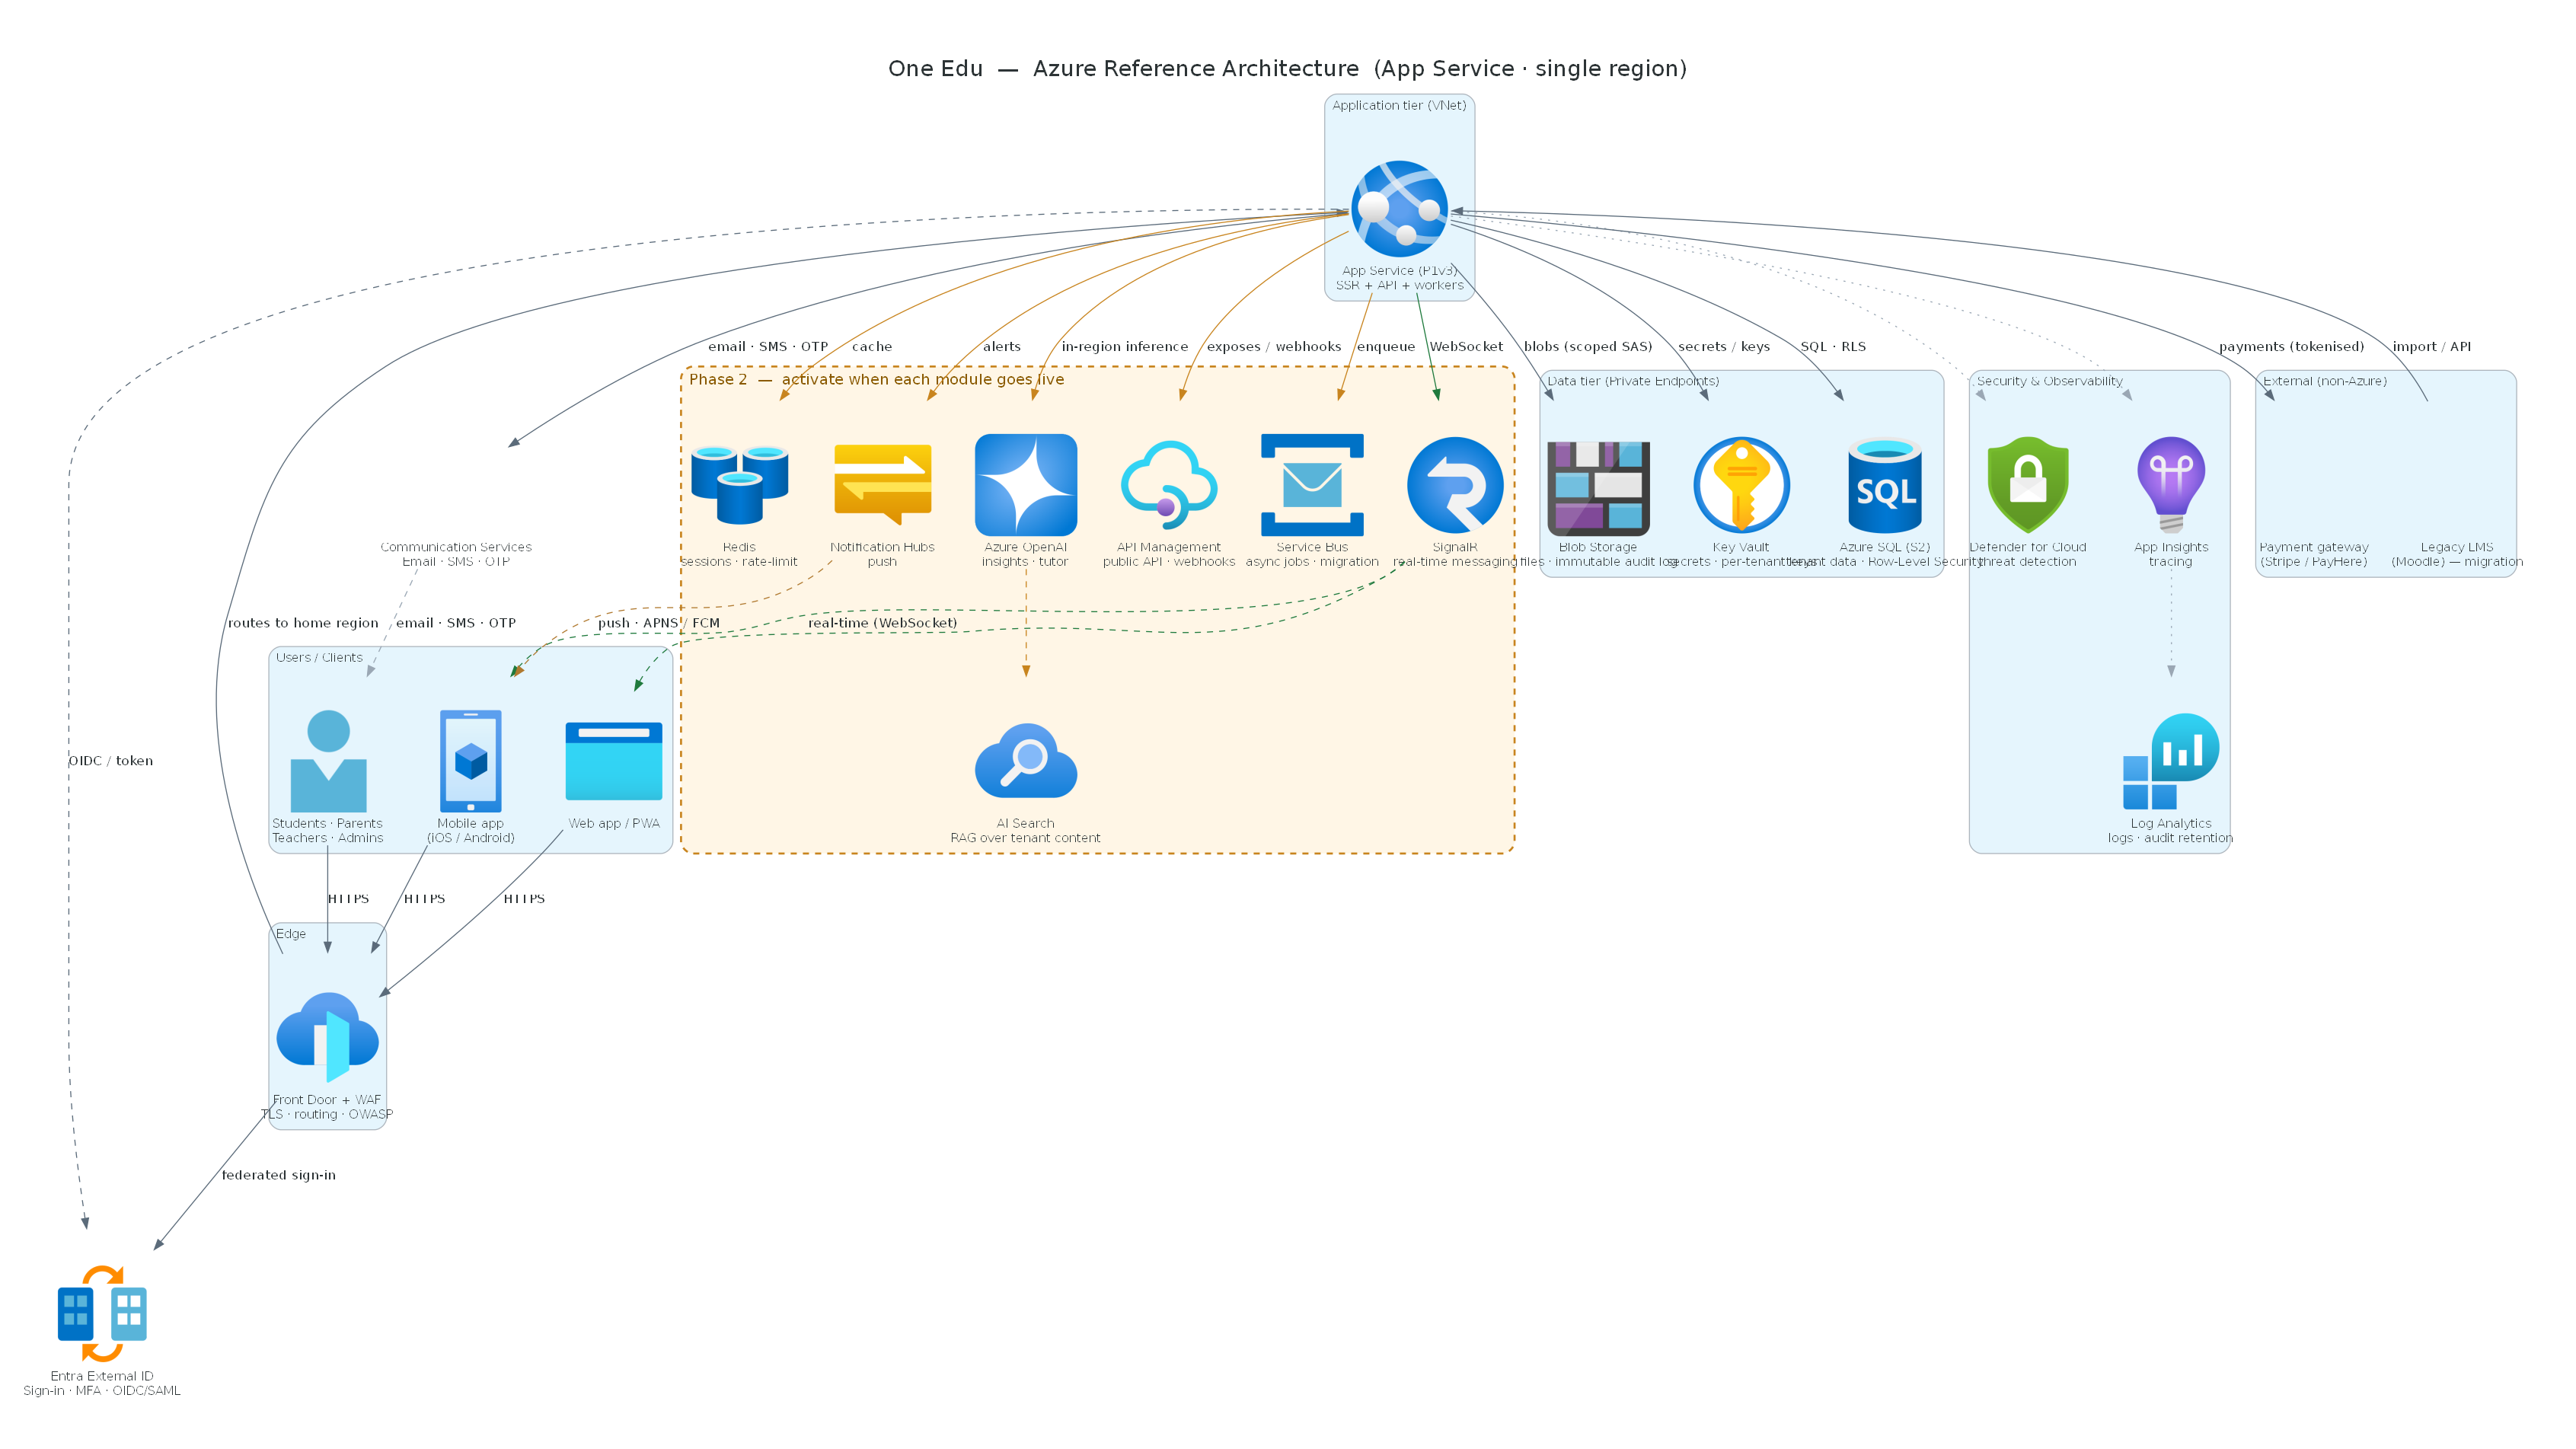 One Edu — Azure Reference Architecture (App Service · single region)
Application tier (VNet)
App Service (P1v3)
SSR + API + workers
email · SMS · OTP
cache
alerts
in-region inference
exposes / webhooks
enqueue
WebSocket
blobs (scoped SAS)
secrets / keys
SQL · RLS
payments (tokenised)
import / API
Phase 2 — activate when each module goes live
Data tier (Private Endpoints)
Security & Observability
External (non-Azure)
SQL
Communication Services
Email · SMS · OTP
Redis
sessions · rate-limit
Notification Hubs
push
Azure OpenAI
insights · tutor
API Management
public API · webhooks
Service Bus
async jobs · migration
SignalR
real-time messaging
Blob Storage
files · immutable audit log
Key Vault
secrets · per-tenant keys
Azure SQL (S2)
tenant data · Row-Level Security
Defender for Cloud
threat detection
App Insights
tracing
Payment gateway
(Stripe / PayHere)
Legacy LMS
(Moodle) — migration
routes to home region
email · SMS · OTP
push · APNS / FCM
real-time (WebSocket)
Users / Clients
OIDC / token
Students · Parents
Teachers · Admins
Mobile app
(iOS / Android)
Web app / PWA
AI Search
RAG over tenant content
Log Analytics
logs · audit retention
HTTPS
HTTPS
HTTPS
Edge
Front Door + WAF
TLS · routing · OWASP
federated sign-in
Entra External ID
Sign-in · MFA · OIDC/SAML